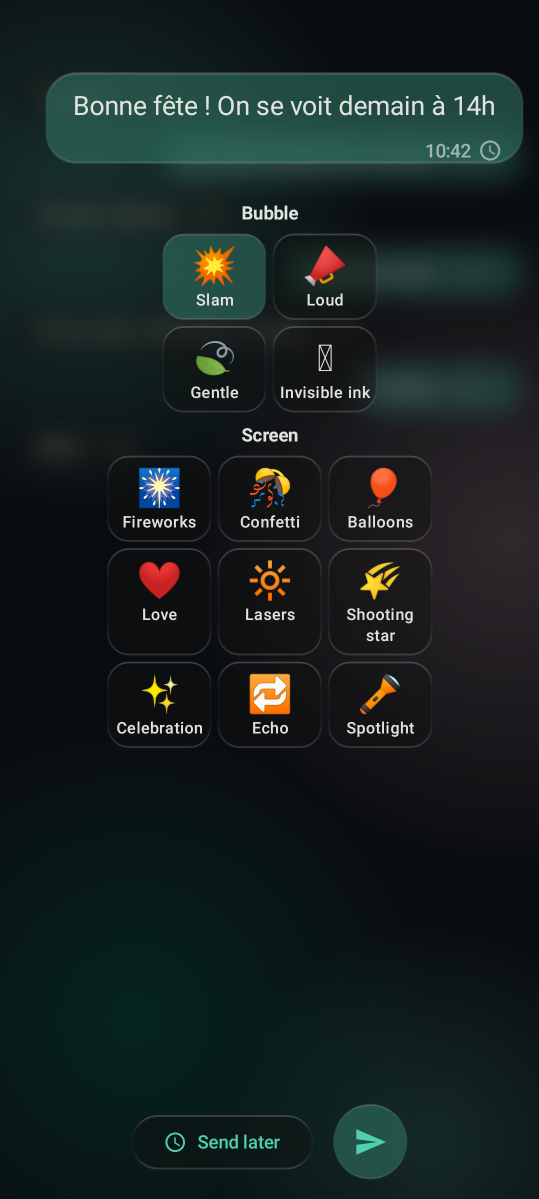 Bonne fête ! On se voit demain à 14h
10:42
Bubble
Slam
Loud
Gentle
Invisible ink
Screen
Fireworks
Confetti
Balloons
Love
Lasers
Shooting
star
Celebration
Echo
Spotlight
Send later